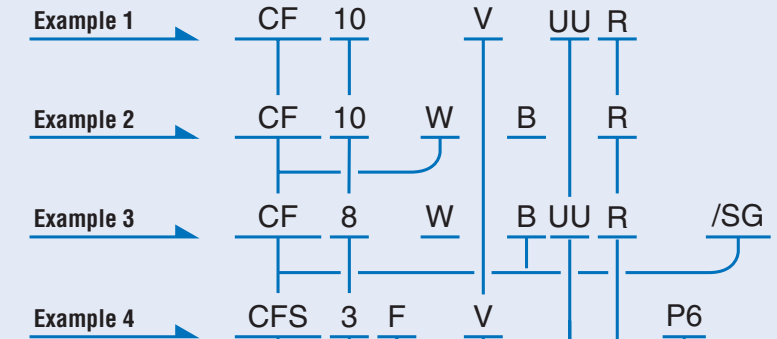 Example 1 CF 10 V UU R
Example 2 CF 10 W B R
Example 3 CF 8 W B UU R /SG
Example 4 CFS 3 F V P6